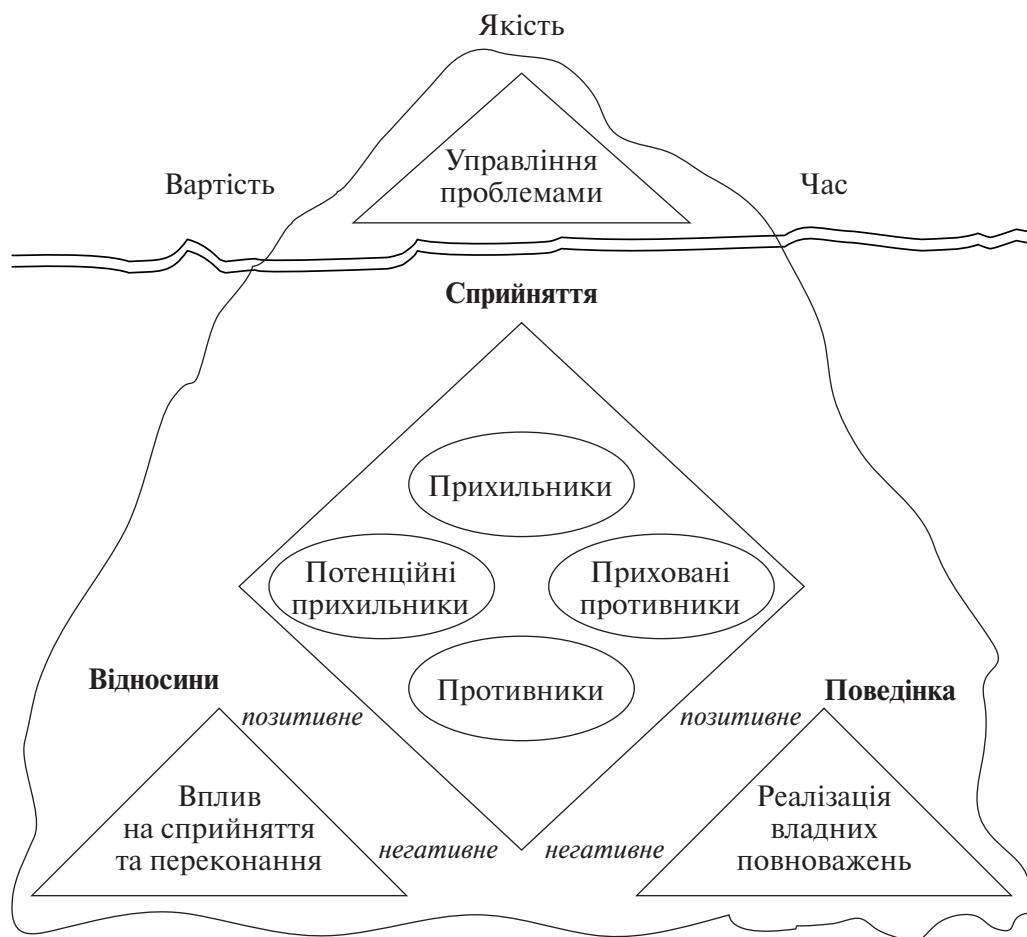 Якість
Управління
проблемами
Вартість
Час
Сприйняття
Прихильники
Потенційні
прихильники
Приховані
противники
Противники
Відносини
Поведінка
позитивне
позитивне
Вплив
на сприйняття
та переконання
Реалізація
владних
повноважень
негативне
негативне